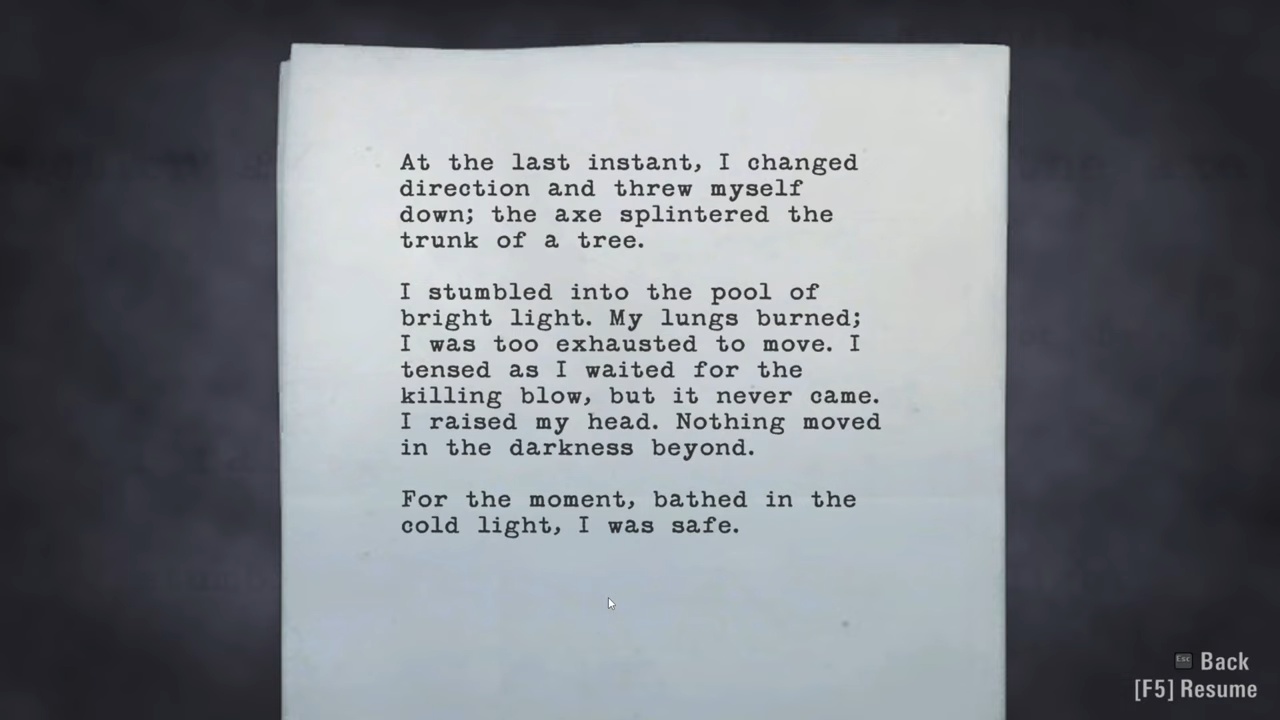 At the last instant, I changed
direction and threw myself
down; the axe splintered the
trunk of a tree.
I stumbled into the pool of
bright light. My lungs burned;
I was too exhausted to move. I
tensed as I waited for the
killing blow, but it never came.
I raised my head. Nothing moved
in the darkness beyond.
For the moment, bathed in the
cold light, I was safe.
Esc Back
[F5] Resume